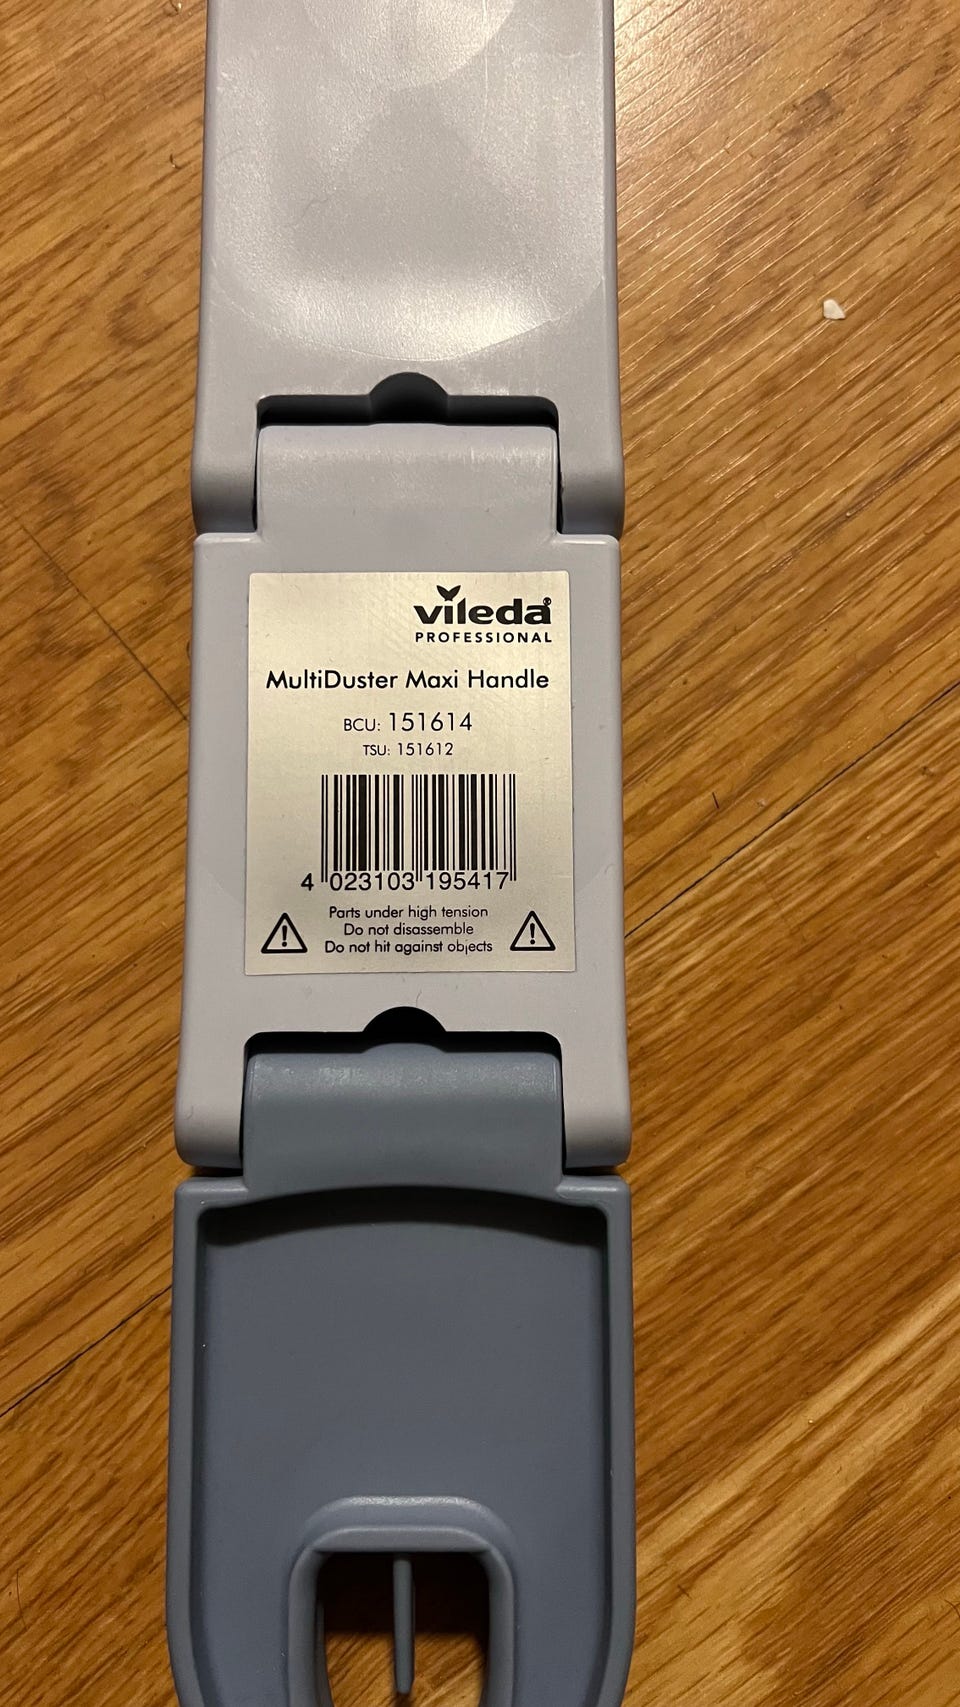 vileda®
PROFESSIONAL
MultiDuster Maxi Handle
BCU: 151614
TSU: 151612
4 023103 195417
Parts under high tension
Do not disassemble
Do not hit against objects